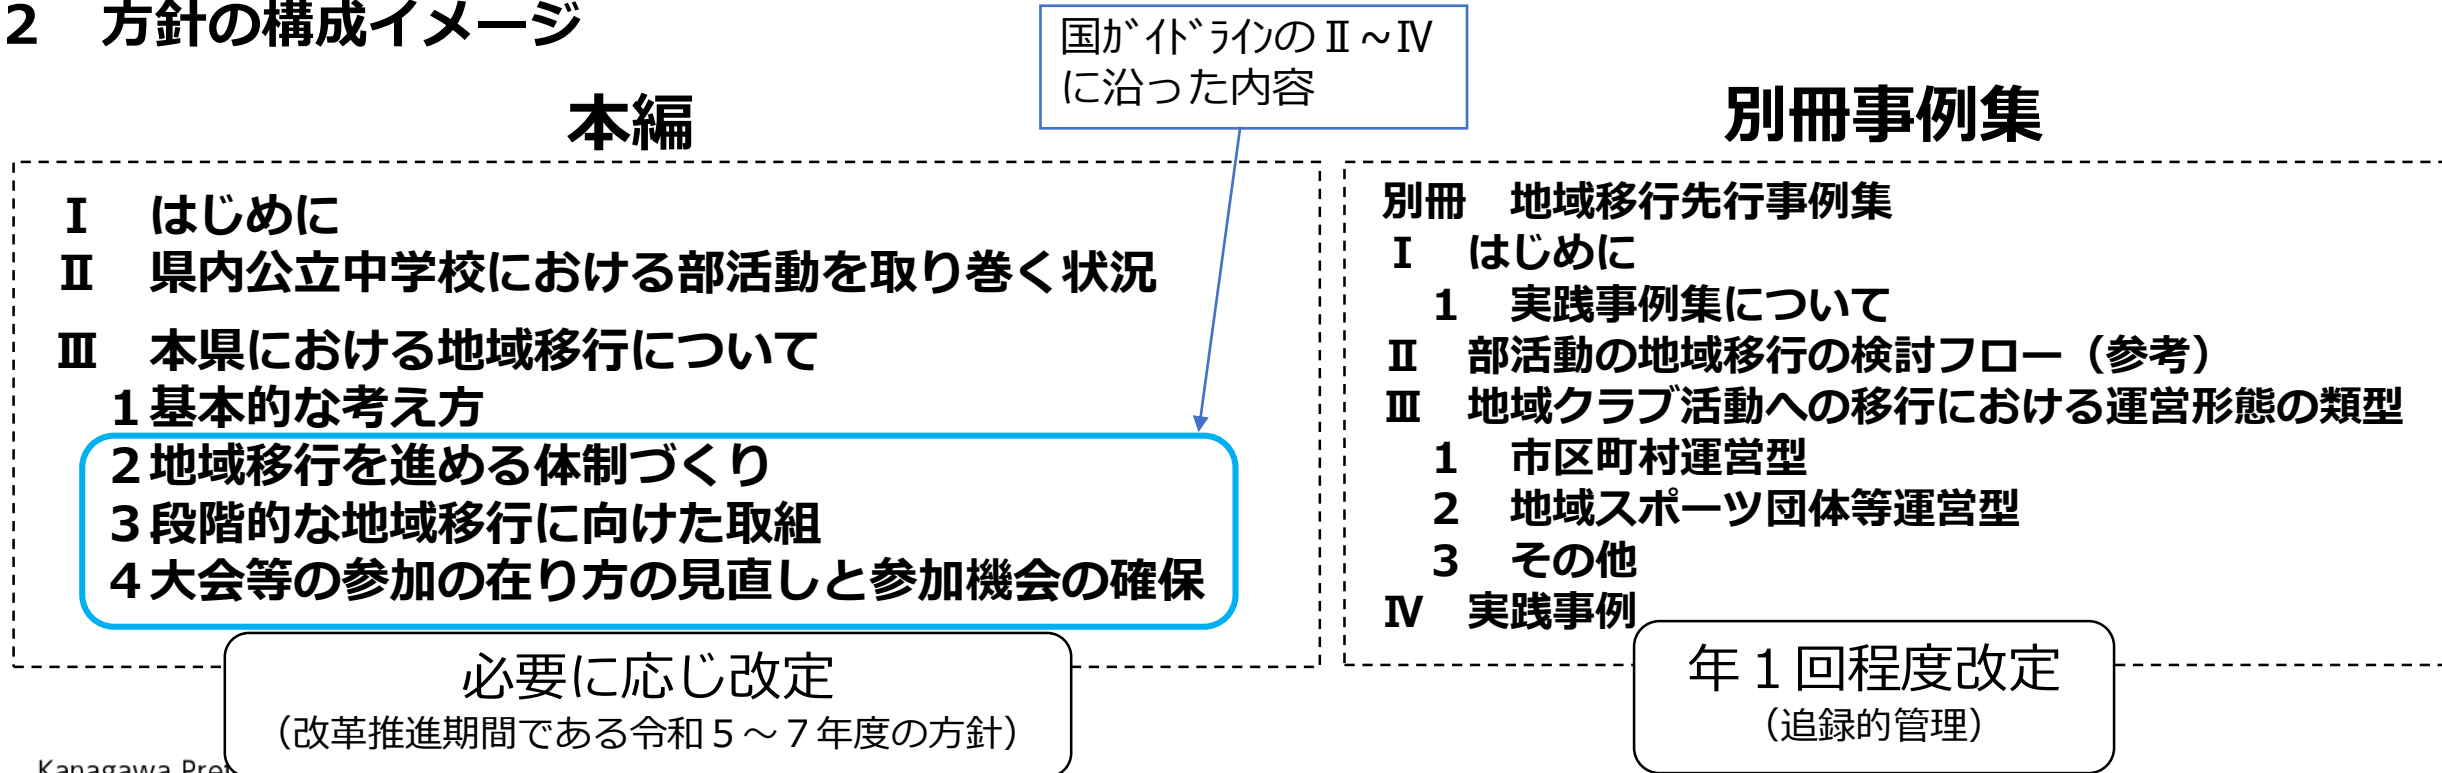 2　方針の構成イメージ
国ｶﾞｲﾄﾞﾗｲﾝのⅡ~Ⅳ
に沿った内容
本編
Ⅰ　はじめに
Ⅱ　県内公立中学校における部活動を取り巻く状況
Ⅲ　本県における地域移行について
１基本的な考え方
２地域移行を進める体制づくり
３段階的な地域移行に向けた取組
４大会等の参加の在り方の見直しと参加機会の確保
必要に応じ改定
（改革推進期間である令和５～７年度の方針）
別冊事例集
別冊　地域移行先行事例集
Ⅰ　はじめに
1　実践事例集について
Ⅱ　部活動の地域移行の検討フロー（参考）
Ⅲ　地域クラブ活動への移行における運営形態の類型
1　市区町村運営型
2　地域スポーツ団体等運営型
3　その他
Ⅳ　実践事例
年１回程度改定
（追録的管理）
Kanagawa